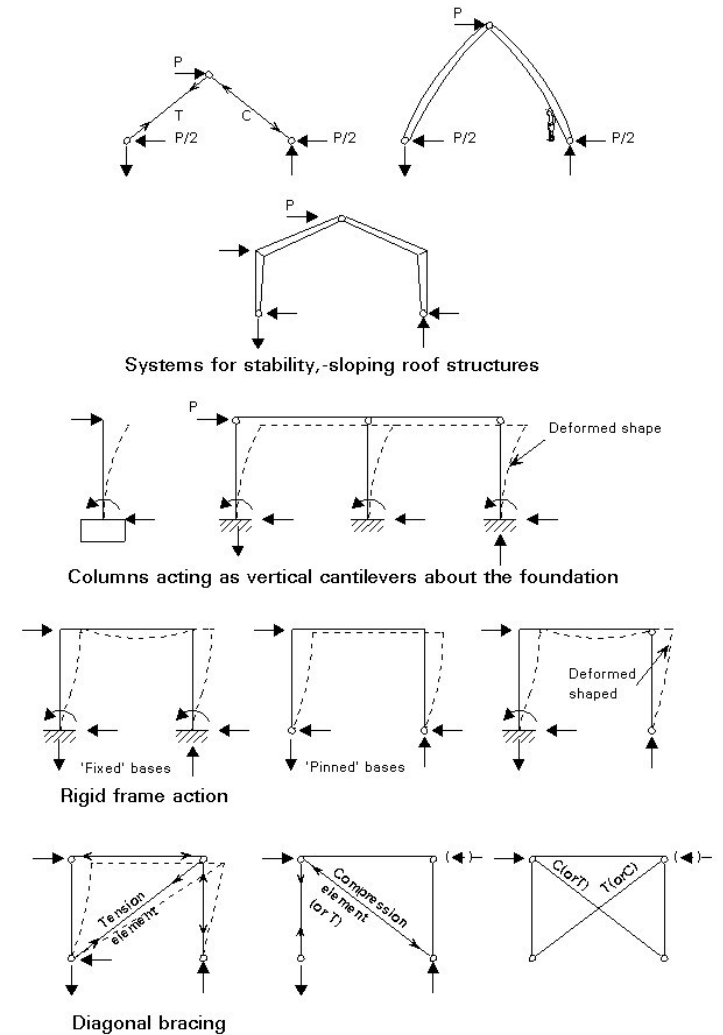 P
P
T
C
P/2
P/2
P/2
P/2
P
Systems for stability,-sloping roof structures
P
Deformed shape
Columns acting as vertical cantilevers about the foundation
Deformed
shaped
'Fixed' bases
'Pinned' bases
Rigid frame action
Tension
element
Compression
element
(or T)
( )
C(orT)
T(orC)
( )
Diagonal bracing